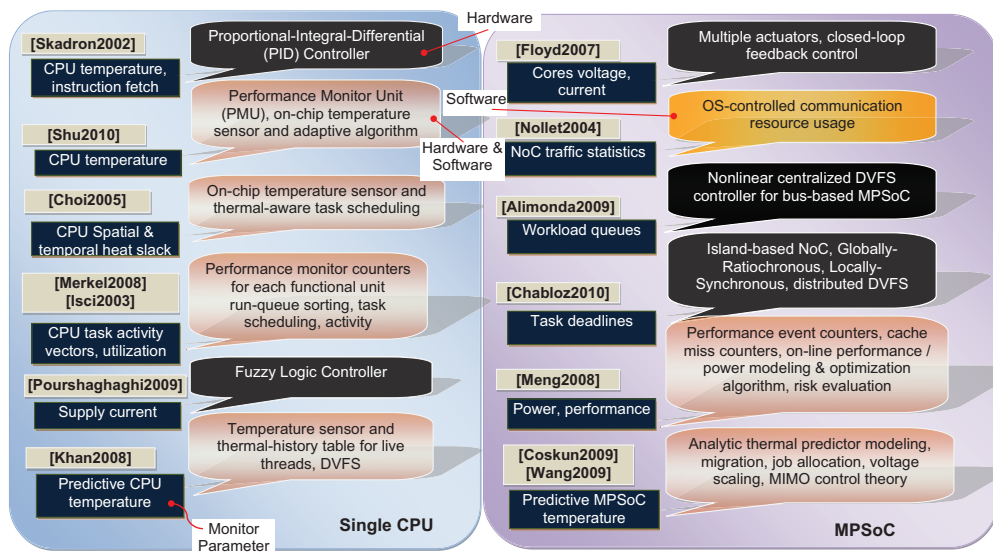 Hardware
[Skadron2002]
CPU temperature,
instruction fetch
Proportional-Integral-Differential
(PID) Controller
Performance Monitor Unit
(PMU), on-chip temperature
sensor and adaptive algorithm
[Shu2010]
CPU temperature
Software
Hardware &
Software
[Choi2005]
CPU Spatial &
temporal heat slack
On-chip temperature sensor and
thermal-aware task scheduling
[Merkel2008]
[Isci2003]
CPU task activity
vectors, utilization
Performance monitor counters
for each functional unit
run-queue sorting, task
scheduling, activity
[Pourshaghaghi2009]
Supply current
Fuzzy Logic Controller
[Khan2008]
Predictive CPU
temperature
Temperature sensor and
thermal-history table for live
threads, DVFS
Monitor
Parameter
Single CPU
[Floyd2007]
Cores voltage,
current
Multiple actuators, closed-loop
feedback control
[Nollet2004]
NoC traffic statistics
OS-controlled communication
resource usage
[Alimonda2009]
Workload queues
Nonlinear centralized DVFS
controller for bus-based MPSoC
[Chabloz2010]
Task deadlines
Island-based NoC, Globally-
Ratiochronous, Locally-
Synchronous, distributed DVFS
[Meng2008]
Power, performance
Performance event counters, cache
miss counters, on-line performance /
power modeling & optimization
algorithm, risk evaluation
[Coskun2009]
[Wang2009]
Predictive MPSoC
temperature
Analytic thermal predictor modeling,
migration, job allocation, voltage
scaling, MIMO control theory
MPSoC